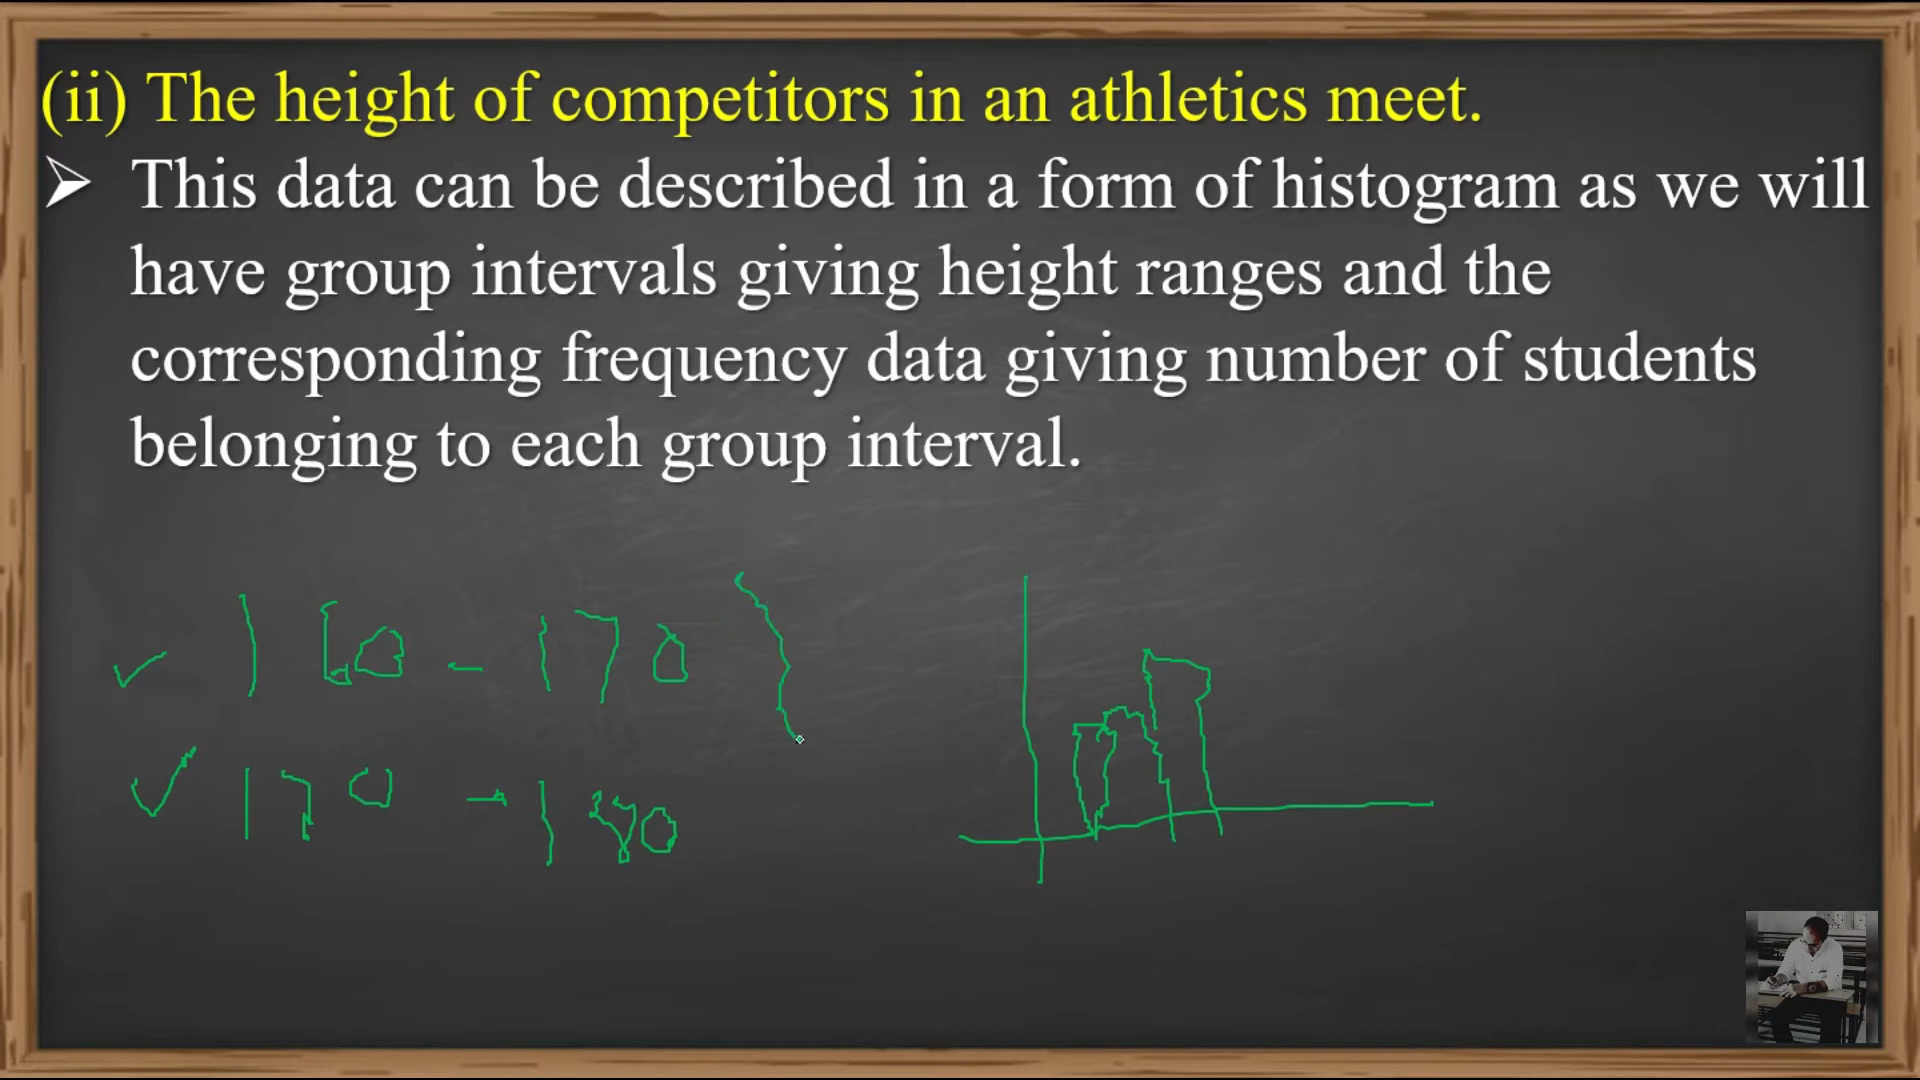 (ii) The height of competitors in an athletics meet.
➢ This data can be described in a form of histogram as we will
have group intervals giving height ranges and the
corresponding frequency data giving number of students
belonging to each group interval.
160 - 170
170 - 180